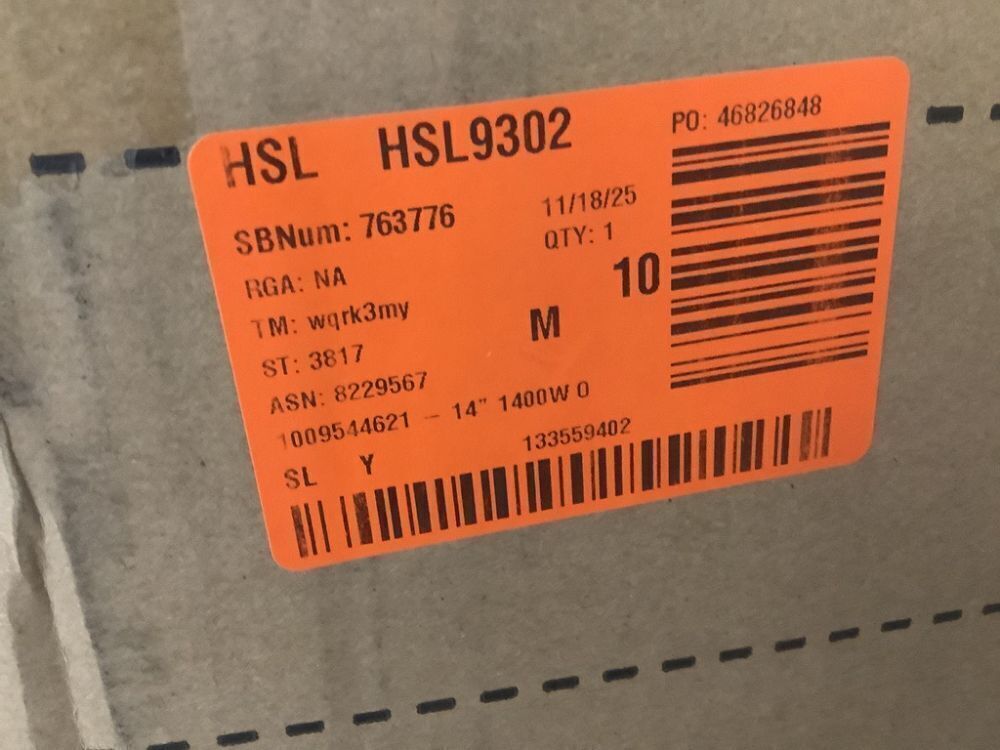 HSL HSL9302
PO: 46826848
SBNum: 763776
11/18/25
RGA: NA
QTY: 1
10
TM: wqrk3my
M
ST: 3817
ASN: 8229567
1009544621 - 14" 1400W O
SL Y
133559402